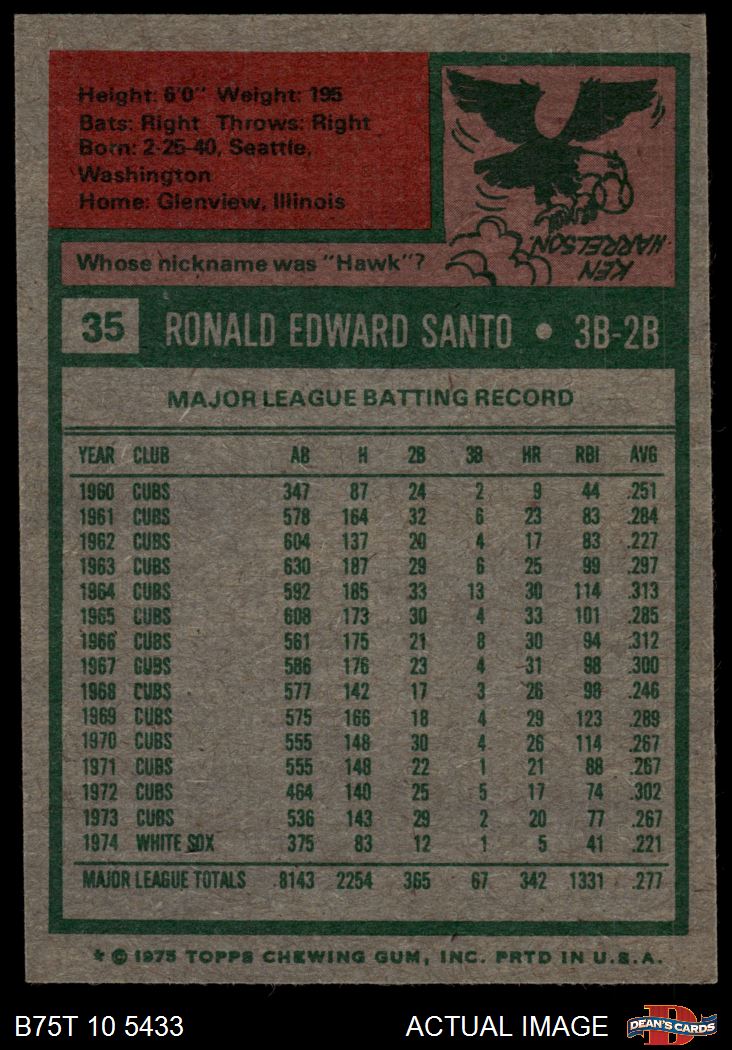 Height: 6'0" Weight: 195
Bats: Right Throws: Right
Born: 2-25-40, Seattle,
Washington
Home: Glenview, Illinois
Whose nickname was "Hawk"?
KEN
HARRELSON
35 RONALD EDWARD SANTO • 3B-2B
MAJOR LEAGUE BATTING RECORD
YEAR CLUB AB H 2B 3B HR RBI AVG
1960 CUBS 347 87 24 2 9 44 .251
1961 CUBS 578 164 32 6 23 83 .284
1962 CUBS 604 137 20 4 17 83 .227
1963 CUBS 630 187 29 6 25 99 .297
1964 CUBS 592 185 33 13 30 114 .313
1965 CUBS 608 173 30 4 33 101 .285
1966 CUBS 561 175 21 8 30 94 .312
1967 CUBS 586 176 23 4 31 98 .300
1968 CUBS 577 142 17 3 26 98 .246
1969 CUBS 575 166 18 4 29 123 .289
1970 CUBS 555 148 30 4 26 114 .267
1971 CUBS 555 148 22 1 21 88 .267
1972 CUBS 464 140 25 5 17 74 .302
1973 CUBS 536 143 29 2 20 77 .267
1974 WHITE SOX 375 83 12 1 5 41 .221
MAJOR LEAGUE TOTALS 8143 2254 365 67 342 1331 .277
* © 1975 TOPPS CHEWING GUM, INC. PRTD IN U.S.A.
B75T 10 5433 ACTUAL IMAGE DEAN'S CARDS